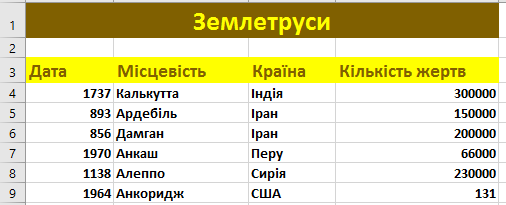 1 Землетруси
2
3 Дата Місцевість Країна Кількість жертв
4 1737 Калькутта Індія 300000
5 893 Ардебіль Іран 150000
6 856 Дамган Іран 200000
7 1970 Анкаш Перу 66000
8 1138 Алеппо Сирія 230000
9 1964 Анкоридж США 131